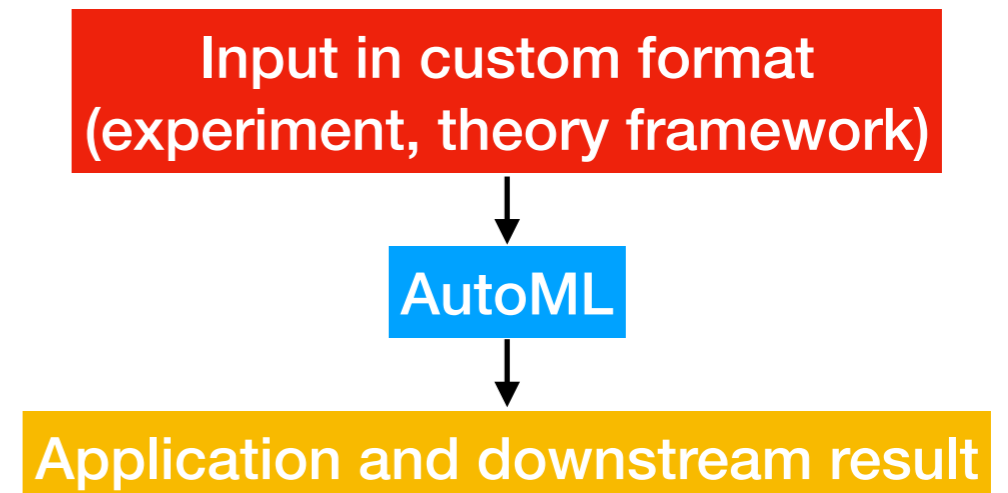 Input in custom format
(experiment, theory framework)
AutoML
Application and downstream result